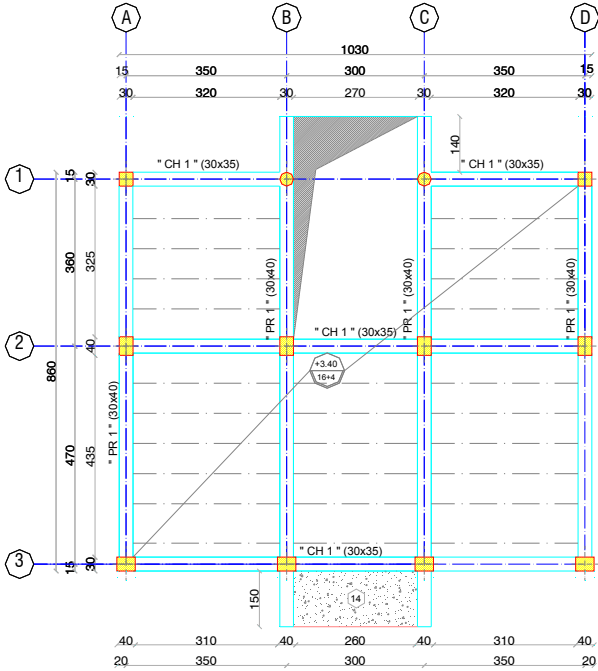 A B C D
1030
15 350 300 350 15
30 320 30 270 30 320 30
140
" CH 1 " (30x35) " CH 1 " (30x35)
1 15 30
360 325
" PR 1 " (30x40) " PR 1 " (30x40) " PR 1 " (30x40)
" CH 1 " (30x35)
2 40
+3.40
16+4
860
" PR 1 " (30x40)
470 435
" CH 1 " (30x35)
3 15 30
150 14
40 310 40 260 40 310 40
20 350 300 350 20